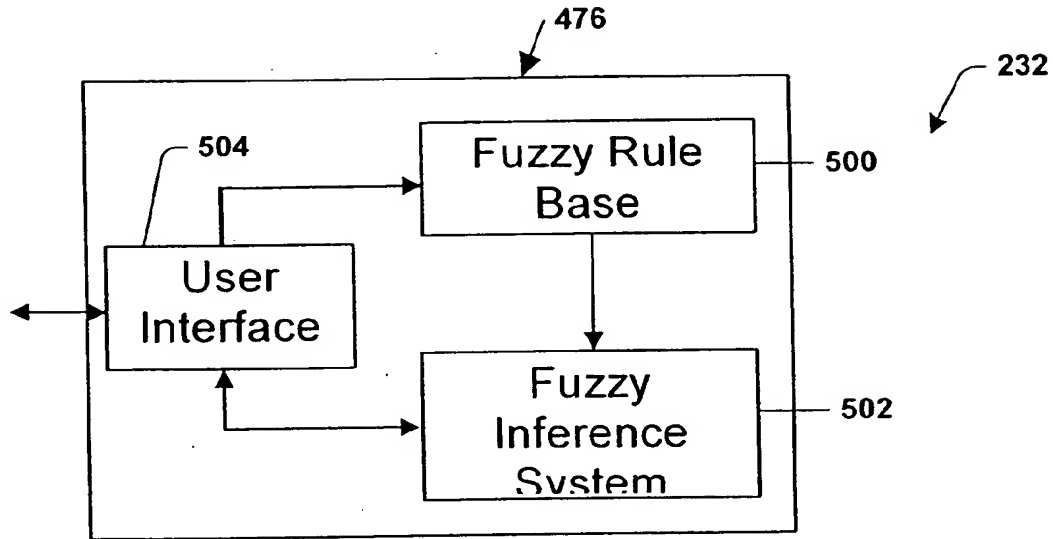 476
232
504
Fuzzy Rule
Base
500
User
Interface
Fuzzy
Inference
System
502